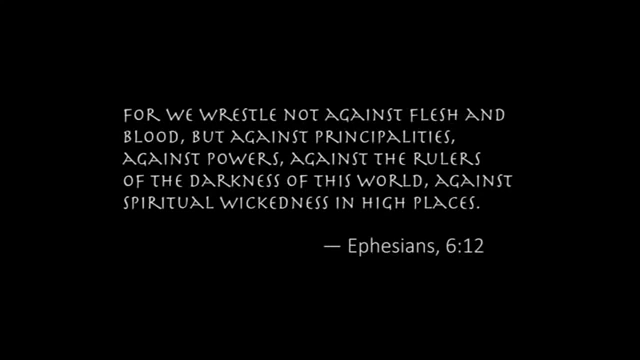 FOR WE WRESTLE NOT AGAINST FLESH AND
BLOOD, BUT AGAINST PRINCIPALITIES,
AGAINST POWERS, AGAINST THE RULERS
OF THE DARKNESS OF THIS WORLD, AGAINST
SPIRITUAL WICKEDNESS IN HIGH PLACES.
— Ephesians, 6:12